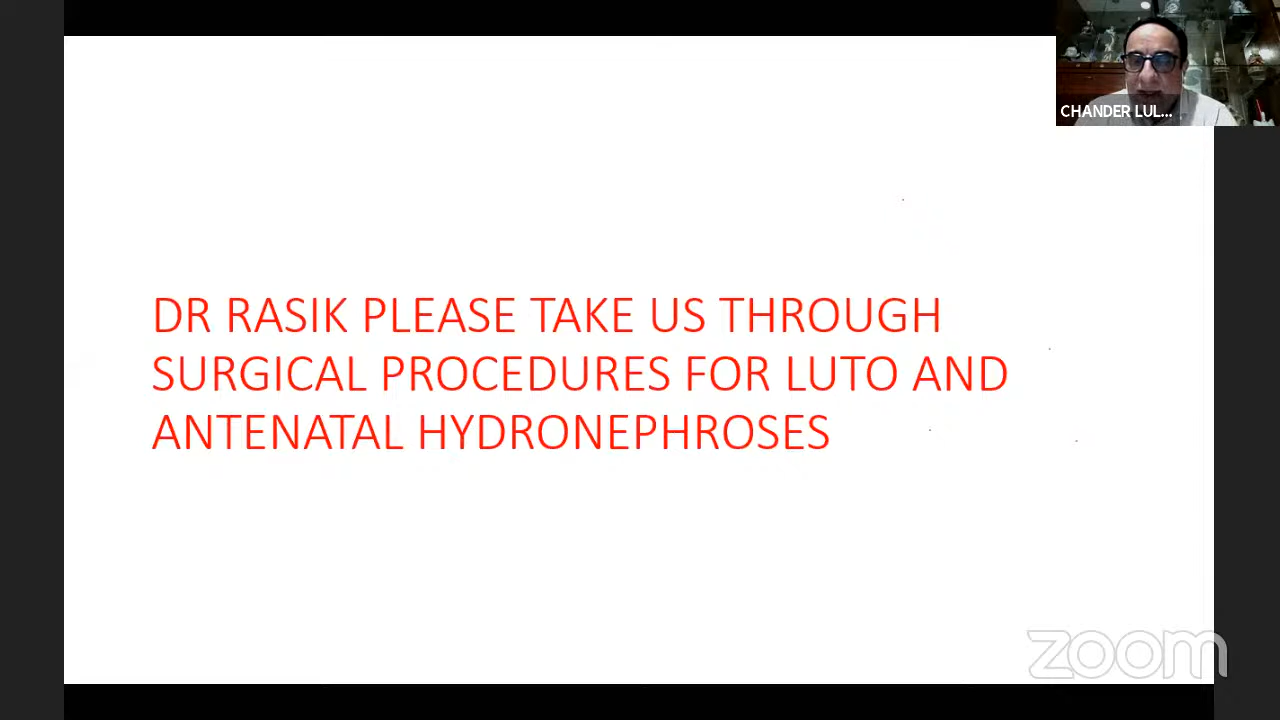 CHANDER LUL...
DR RASIK PLEASE TAKE US THROUGH
SURGICAL PROCEDURES FOR LUTO AND
ANTENATAL HYDRONEPHROSES
zoom